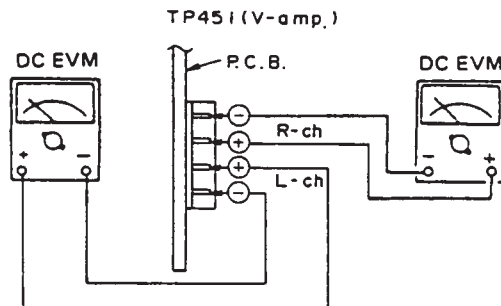 TP451(V-amp.)
P.C.B.
DC EVM
DC EVM
R-ch
L-ch
+ -
- +
-
+
+
-